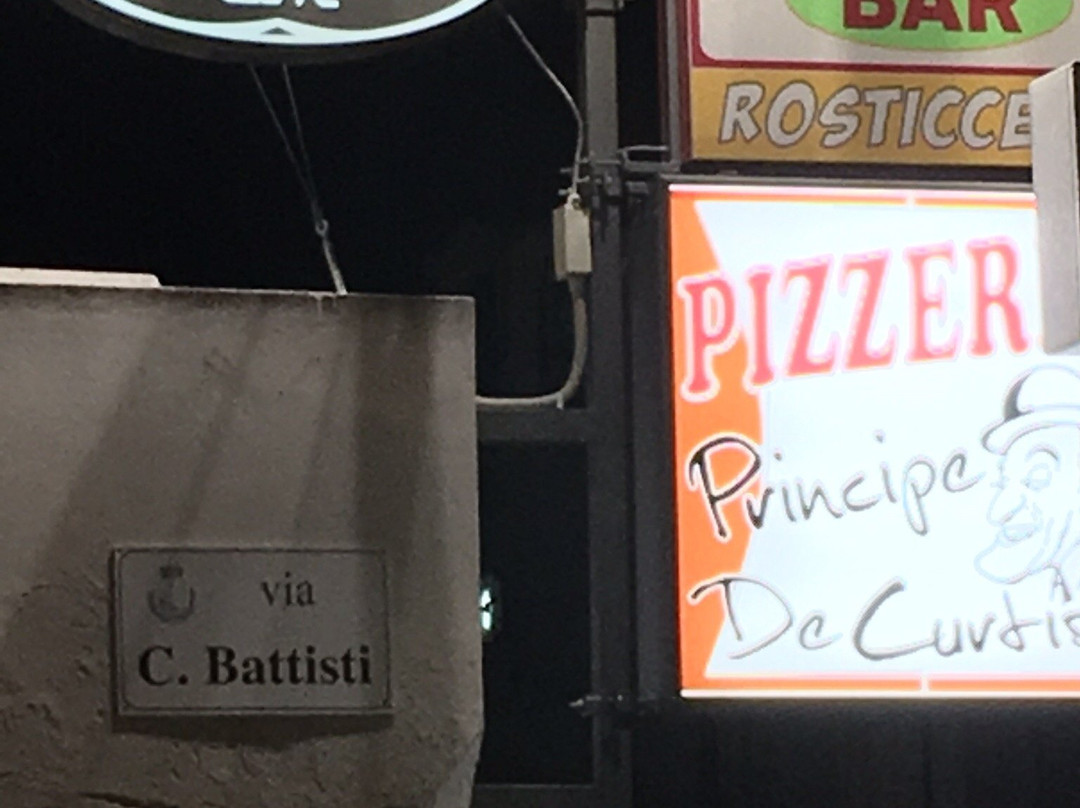 BAR
ROSTICCE
PIZZER
Principe
De Curtis
via
C. Battisti